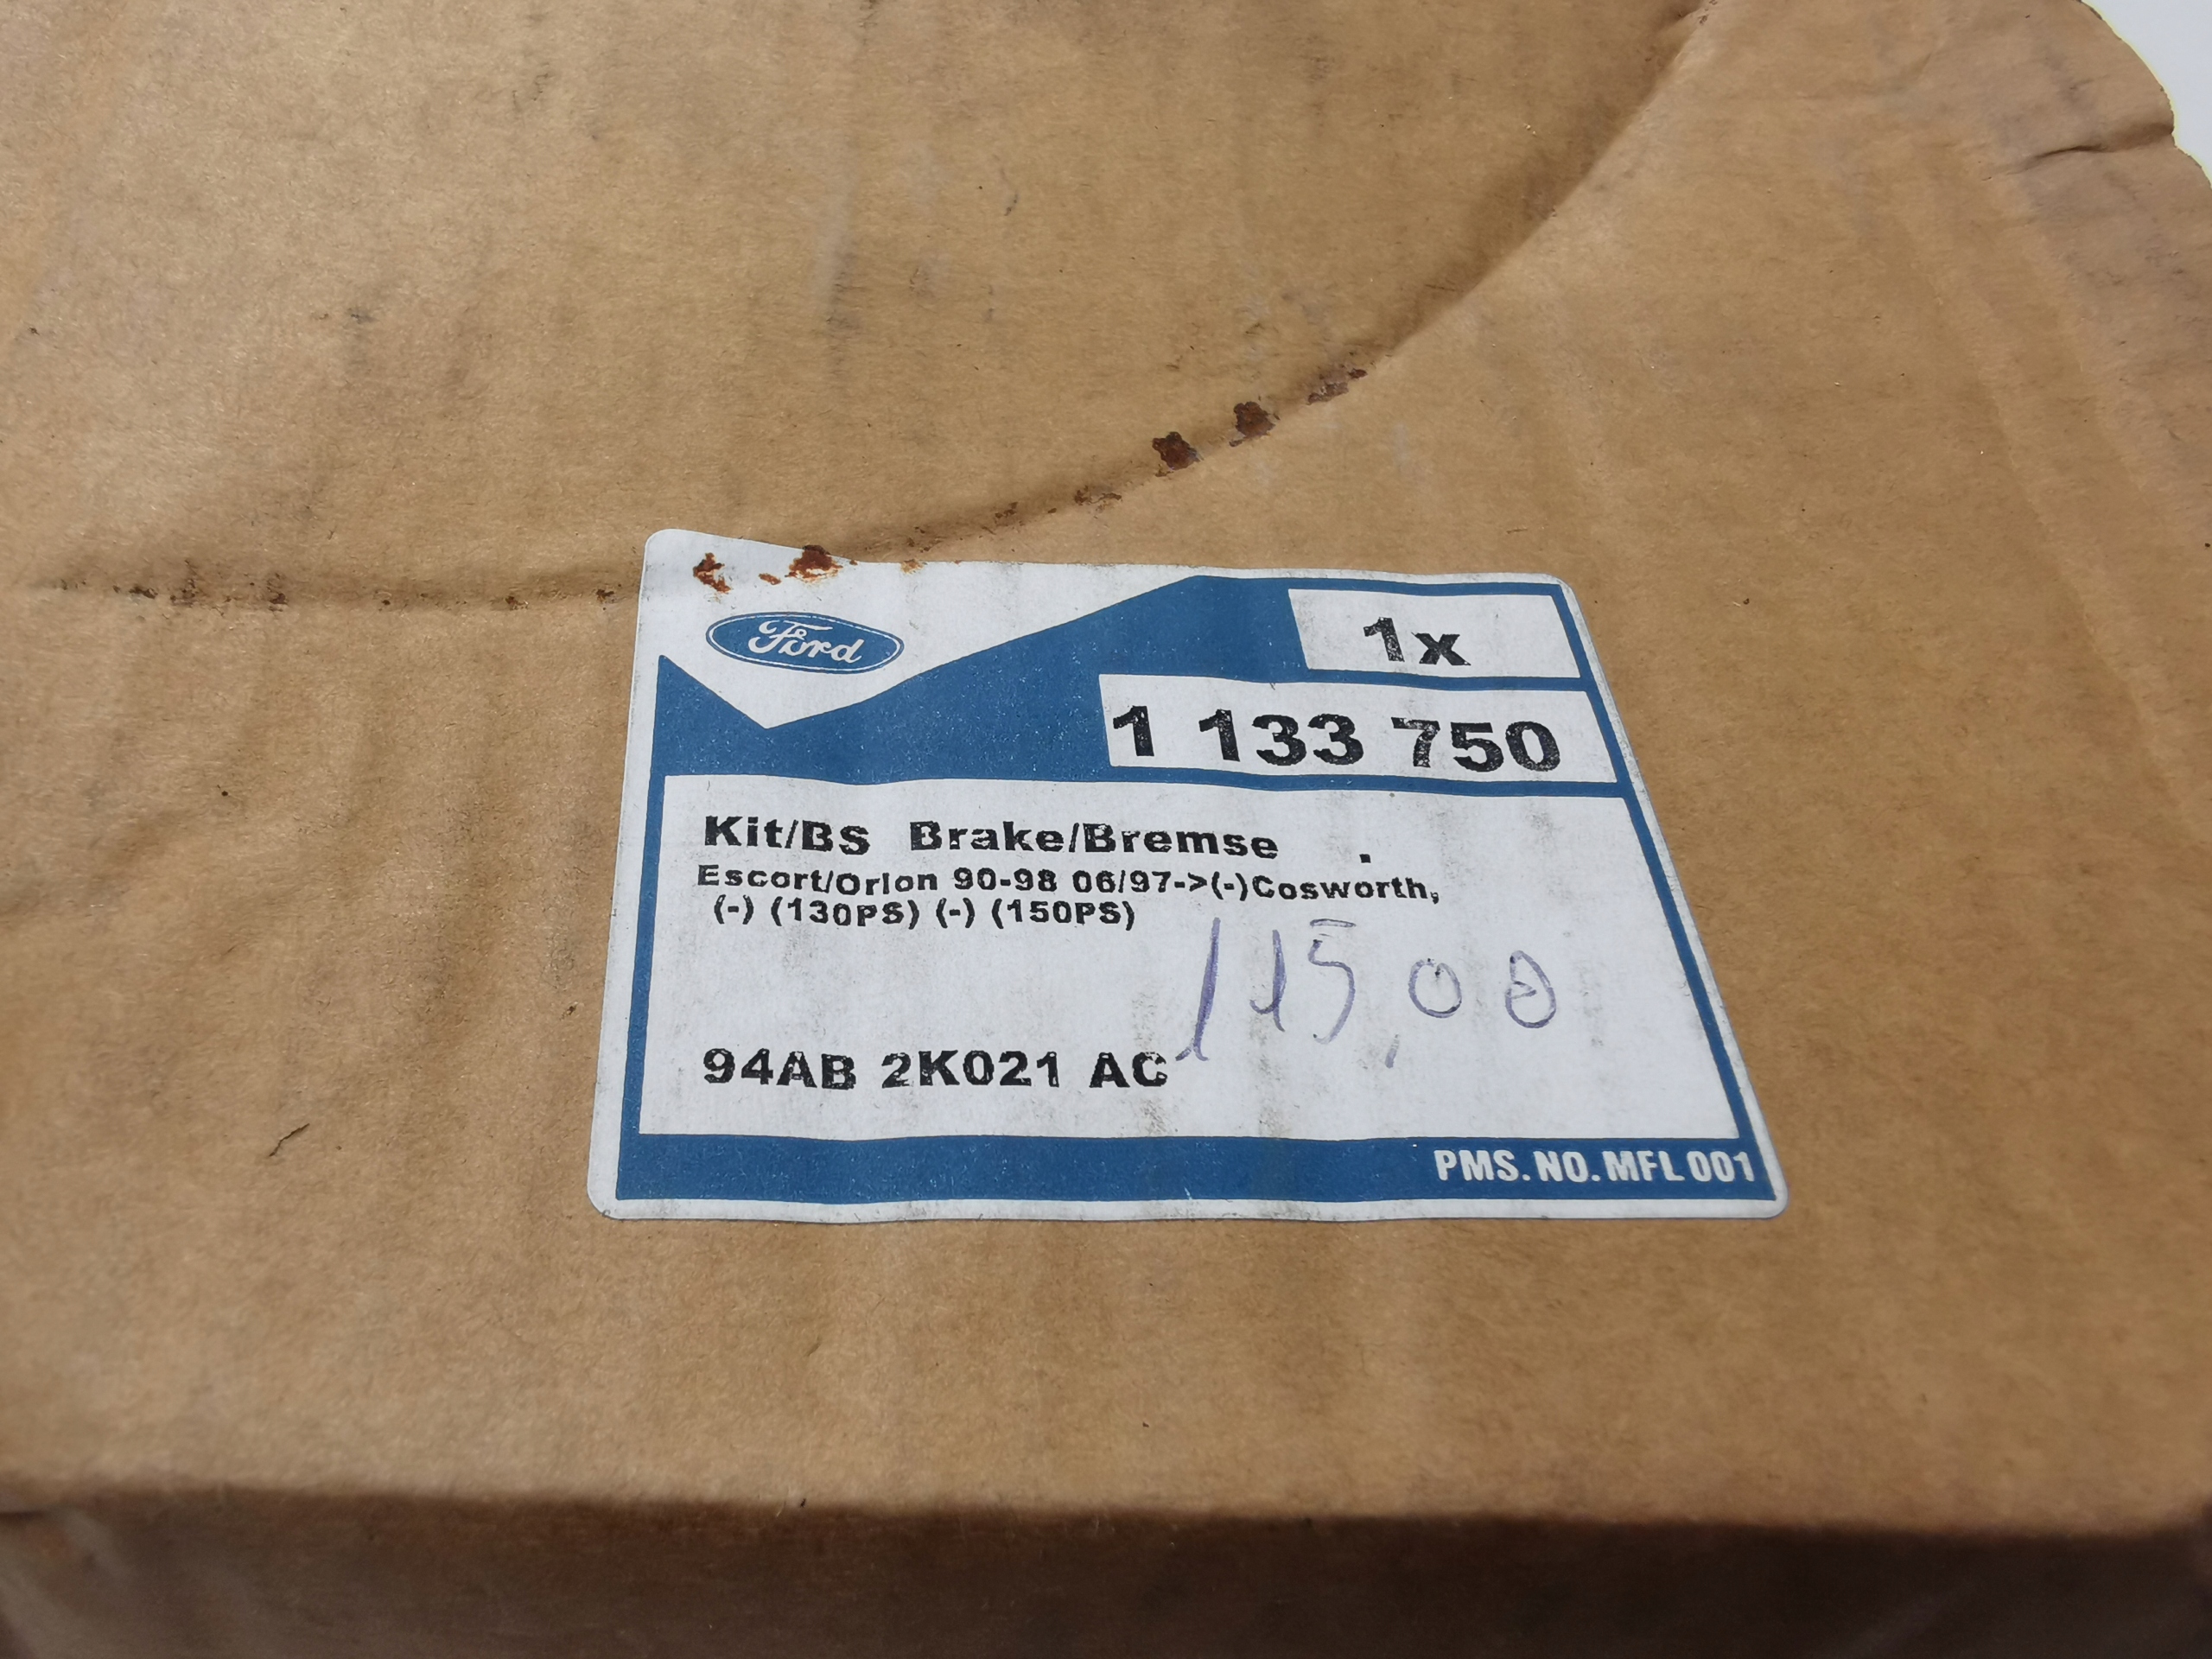 Ford
1x
1 133 750
Kit/BS Brake/Bremse .
Escort/Orion 90-98 06/97->(-)Cosworth,
(-) (130PS) (-) (150PS)
115,00
94AB 2K021 AC
PMS. NO. MFL 001